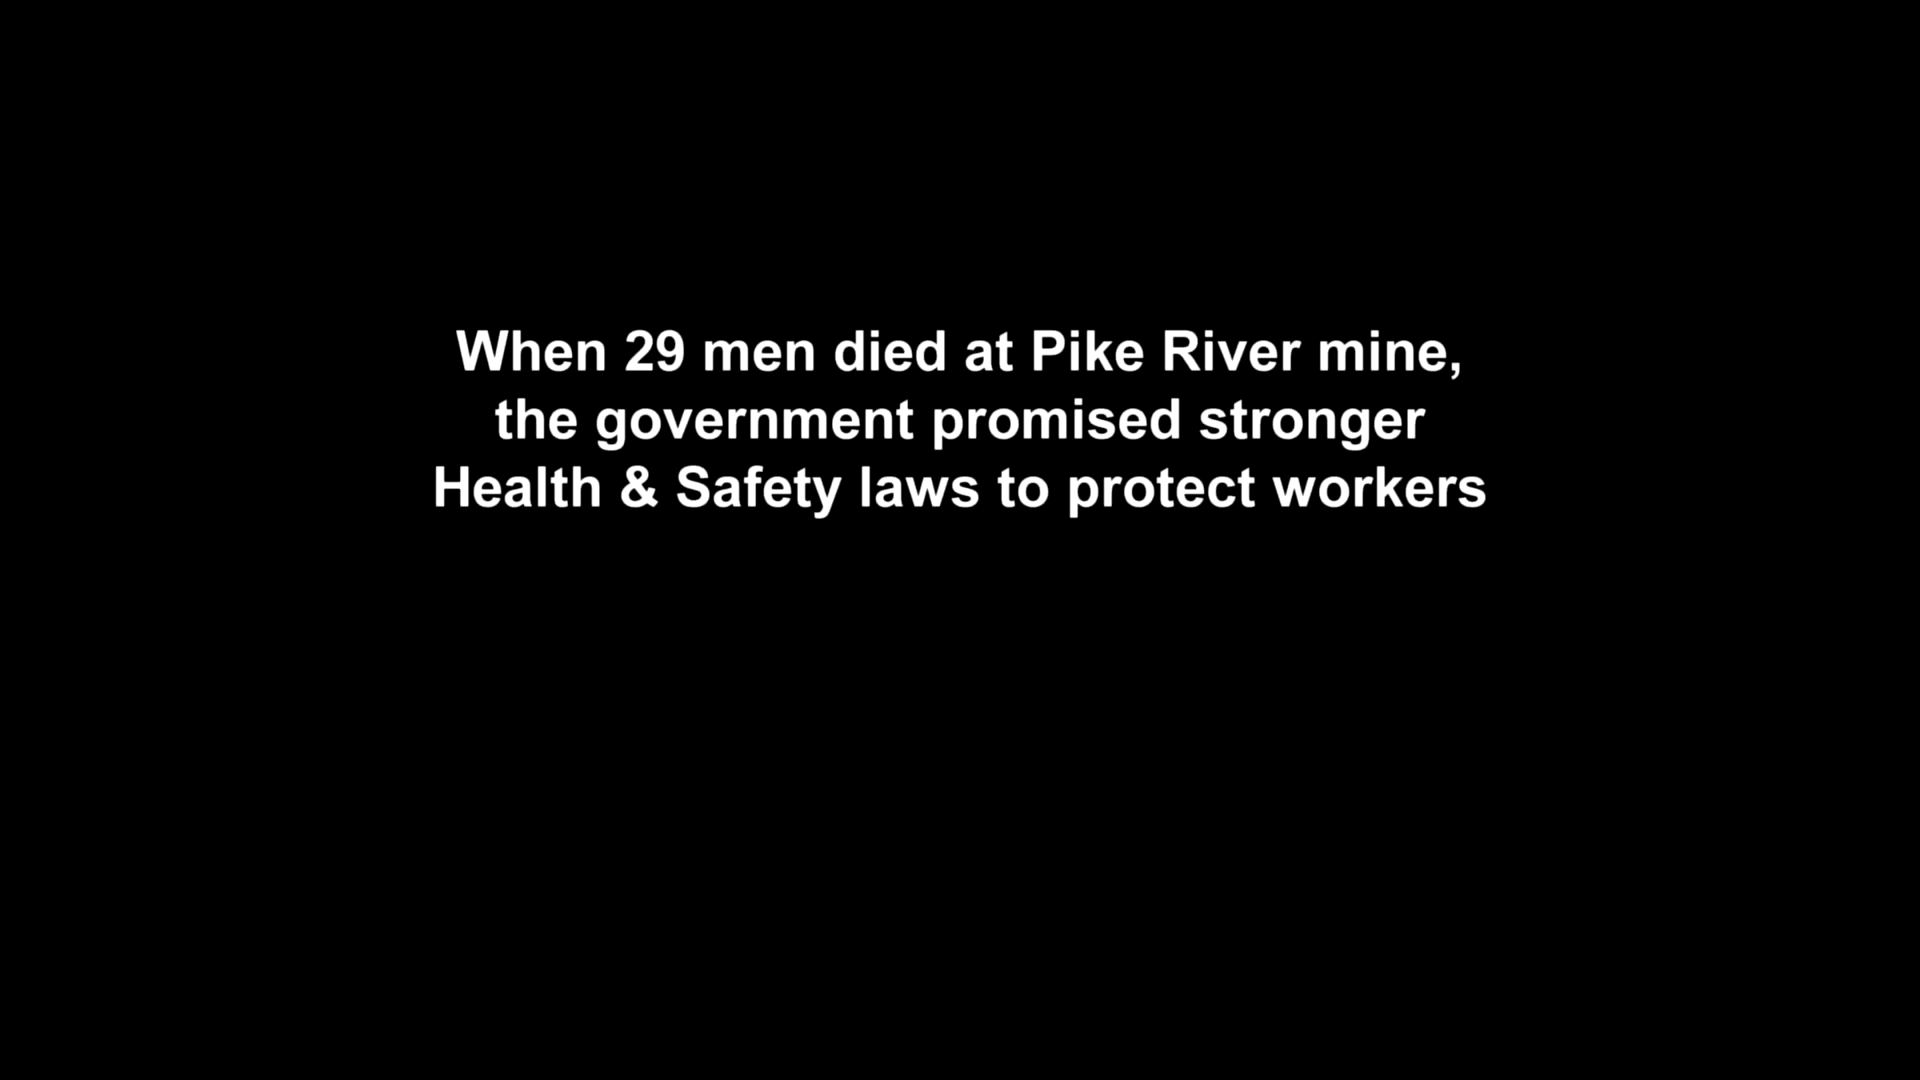 When 29 men died at Pike River mine,
the government promised stronger
Health & Safety laws to protect workers